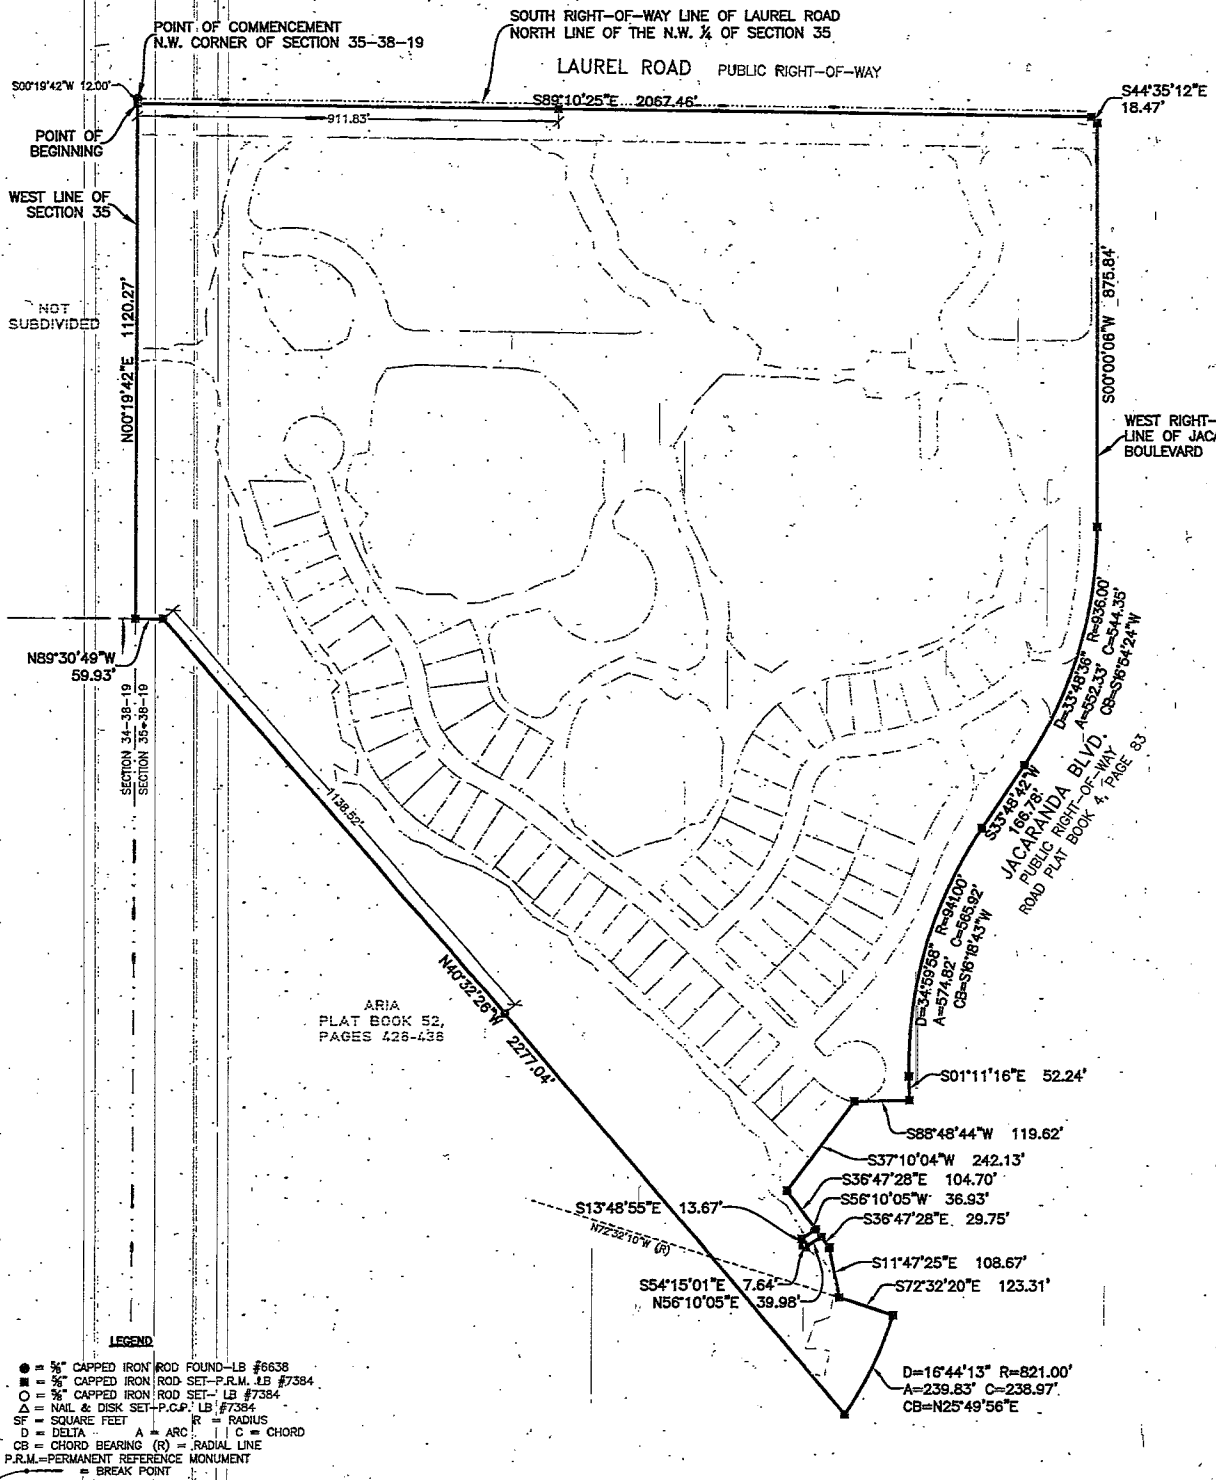 POINT OF COMMENCEMENT
N.W. CORNER OF SECTION 35-38-19
SOUTH RIGHT-OF-WAY LINE OF LAUREL ROAD
NORTH LINE OF THE N.W. ¼ OF SECTION 35
LAUREL ROAD PUBLIC RIGHT-OF-WAY
S00°19'42"W 12.00'
S89°10'25"E 2067.46'
S44°35'12"E
18.47'
911.83'
POINT OF
BEGINNING
WEST LINE OF
SECTION 35
NOT
SUBDIVIDED
N00°19'42"E 1120.27'
S00°00'06"W 875.84'
WEST RIGHT-
LINE OF JACA
BOULEVARD
N89°30'49"W
59.93'
SECTION 34-38-19
SECTION 35-38-19
D=33°48'36" R=936.00'
A=552.33' C=544.35'
CB=S16°54'24"W
S33°48'42"W
166.78'
JACARANDA BLVD.
PUBLIC RIGHT-OF-WAY
ROAD PLAT BOOK 4, PAGE 83
1138.52'
D=34°59'58" R=941.00'
A=574.82' C=565.92'
CB=S16°18'43"W
N40°32'26"W
2277.04'
ARIA
PLAT BOOK 52,
PAGES 426-438
S01°11'16"E 52.24'
S88°48'44"W 119.62'
S37°10'04"W 242.13'
S36°47'28"E 104.70'
S56°10'05"W 36.93'
S13°48'55"E 13.67'
S36°47'28"E 29.75'
N72°32'10"W (R)
S11°47'25"E 108.67'
S54°15'01"E 7.64'
S72°32'20"E 123.31'
N56°10'05"E 39.98'
D=16°44'13" R=821.00'
A=239.83' C=238.97'
CB=N25°49'56"E
LEGEND
● = ⅝" CAPPED IRON ROD FOUND-LB #6638
■ = ⅝" CAPPED IRON ROD SET-P.R.M. LB #7384
○ = ⅝" CAPPED IRON ROD SET- LB #7384
△ = NAIL & DISK SET-P.C.P. LB #7384
SF = SQUARE FEET R = RADIUS
D = DELTA A = ARC C = CHORD
CB = CHORD BEARING (R) = RADIAL LINE
P.R.M.=PERMANENT REFERENCE MONUMENT
= BREAK POINT